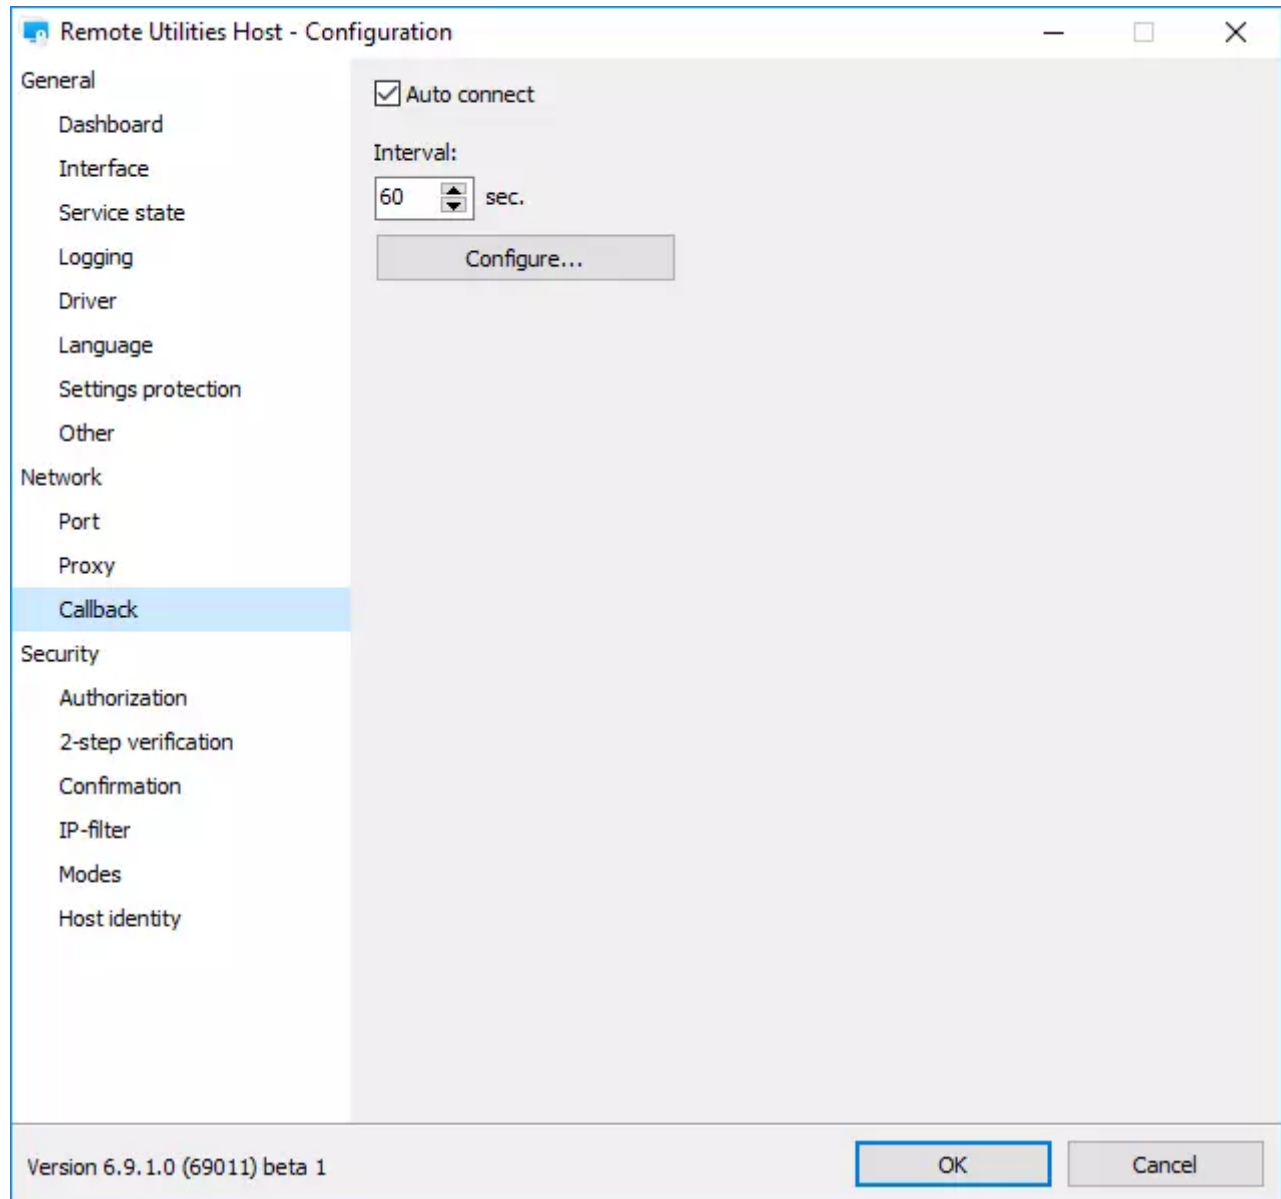 Remote Utilities Host - Configuration
General
Dashboard
Interface
Service state
Logging
Driver
Language
Settings protection
Other
Network
Port
Proxy
Callback
Security
Authorization
2-step verification
Confirmation
IP-filter
Modes
Host identity
Auto connect
Interval:
60 sec.
Configure...
Version 6.9.1.0 (69011) beta 1
OK
Cancel